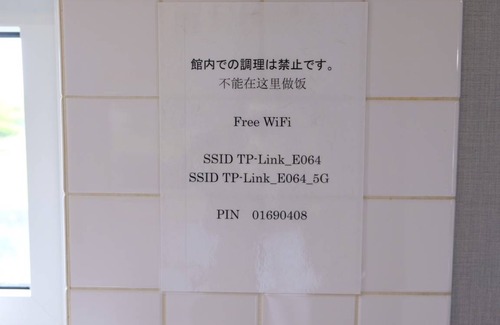 館内での調理は禁止です。
不能在这里做饭
Free WiFi
SSID TP-Link_E064
SSID TP-Link_E064_5G
PIN 01690408